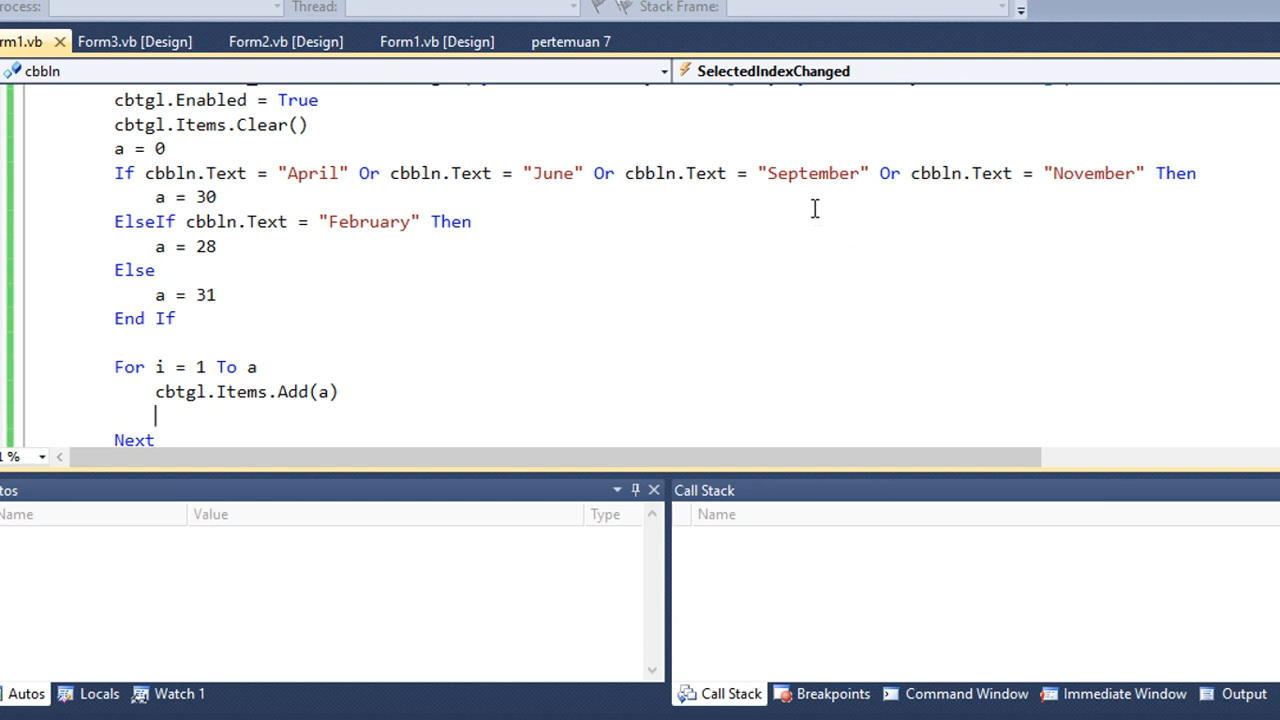 rocess: Thread: Stack Frame:
rm1.vb Form3.vb [Design] Form2.vb [Design] Form1.vb [Design] pertemuan 7
cbbln SelectedIndexChanged
cbtgl.Enabled = True
cbtgl.Items.Clear()
a = 0
If cbbln.Text = "April" Or cbbln.Text = "June" Or cbbln.Text = "September" Or cbbln.Text = "November" Then
a = 30
ElseIf cbbln.Text = "February" Then
a = 28
Else
a = 31
End If
For i = 1 To a
cbtgl.Items.Add(a)
Next
1 %
tos Call Stack
Name Value Type Name
Autos Locals Watch 1 Call Stack Breakpoints Command Window Immediate Window Output